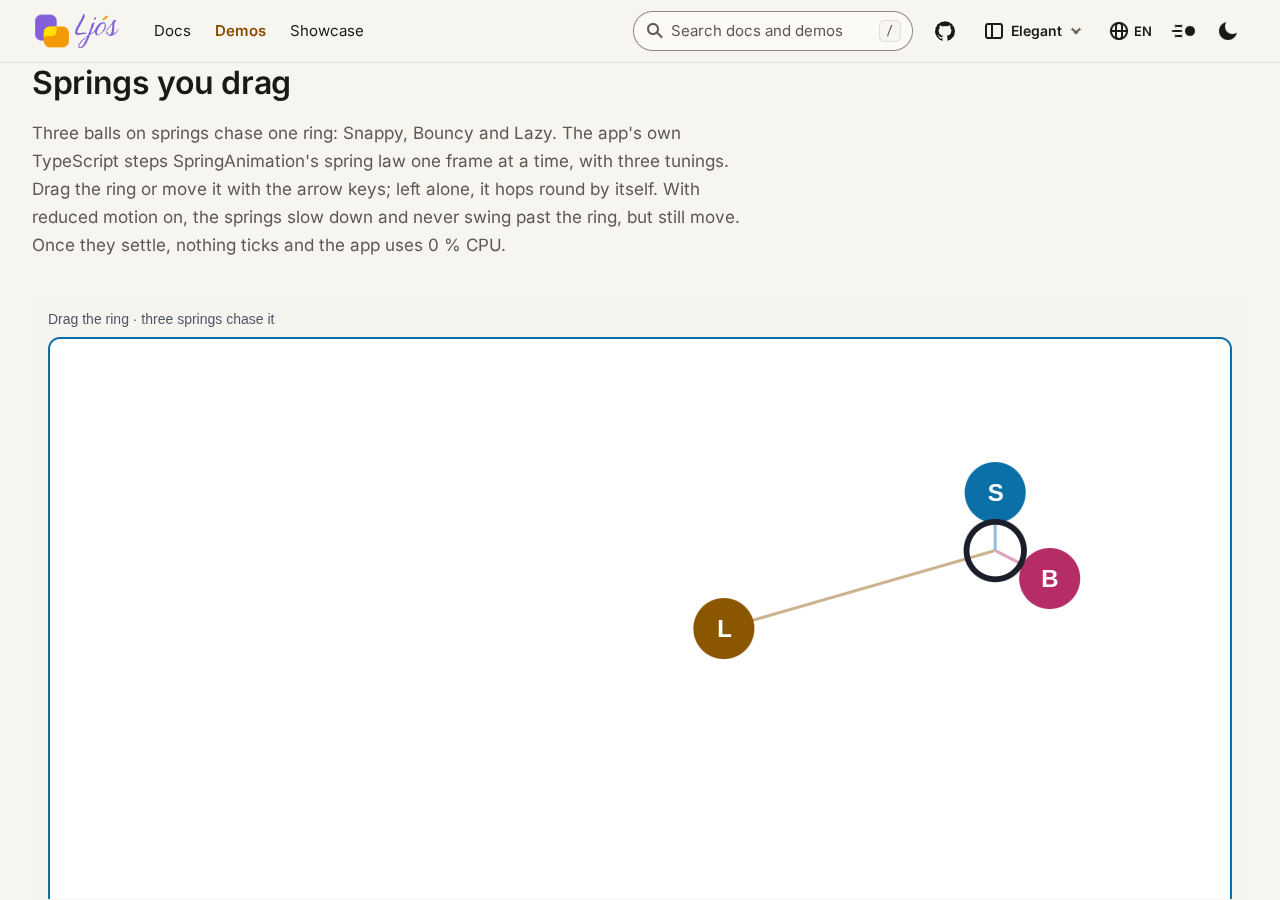 Ljós
Docs
Demos
Showcase
Search docs and demos
/
Elegant
EN
Springs you drag
Three balls on springs chase one ring: Snappy, Bouncy and Lazy. The app's own
TypeScript steps SpringAnimation's spring law one frame at a time, with three tunings.
Drag the ring or move it with the arrow keys; left alone, it hops round by itself. With
reduced motion on, the springs slow down and never swing past the ring, but still move.
Once they settle, nothing ticks and the app uses 0 % CPU.
Drag the ring · three springs chase it
S
B
L